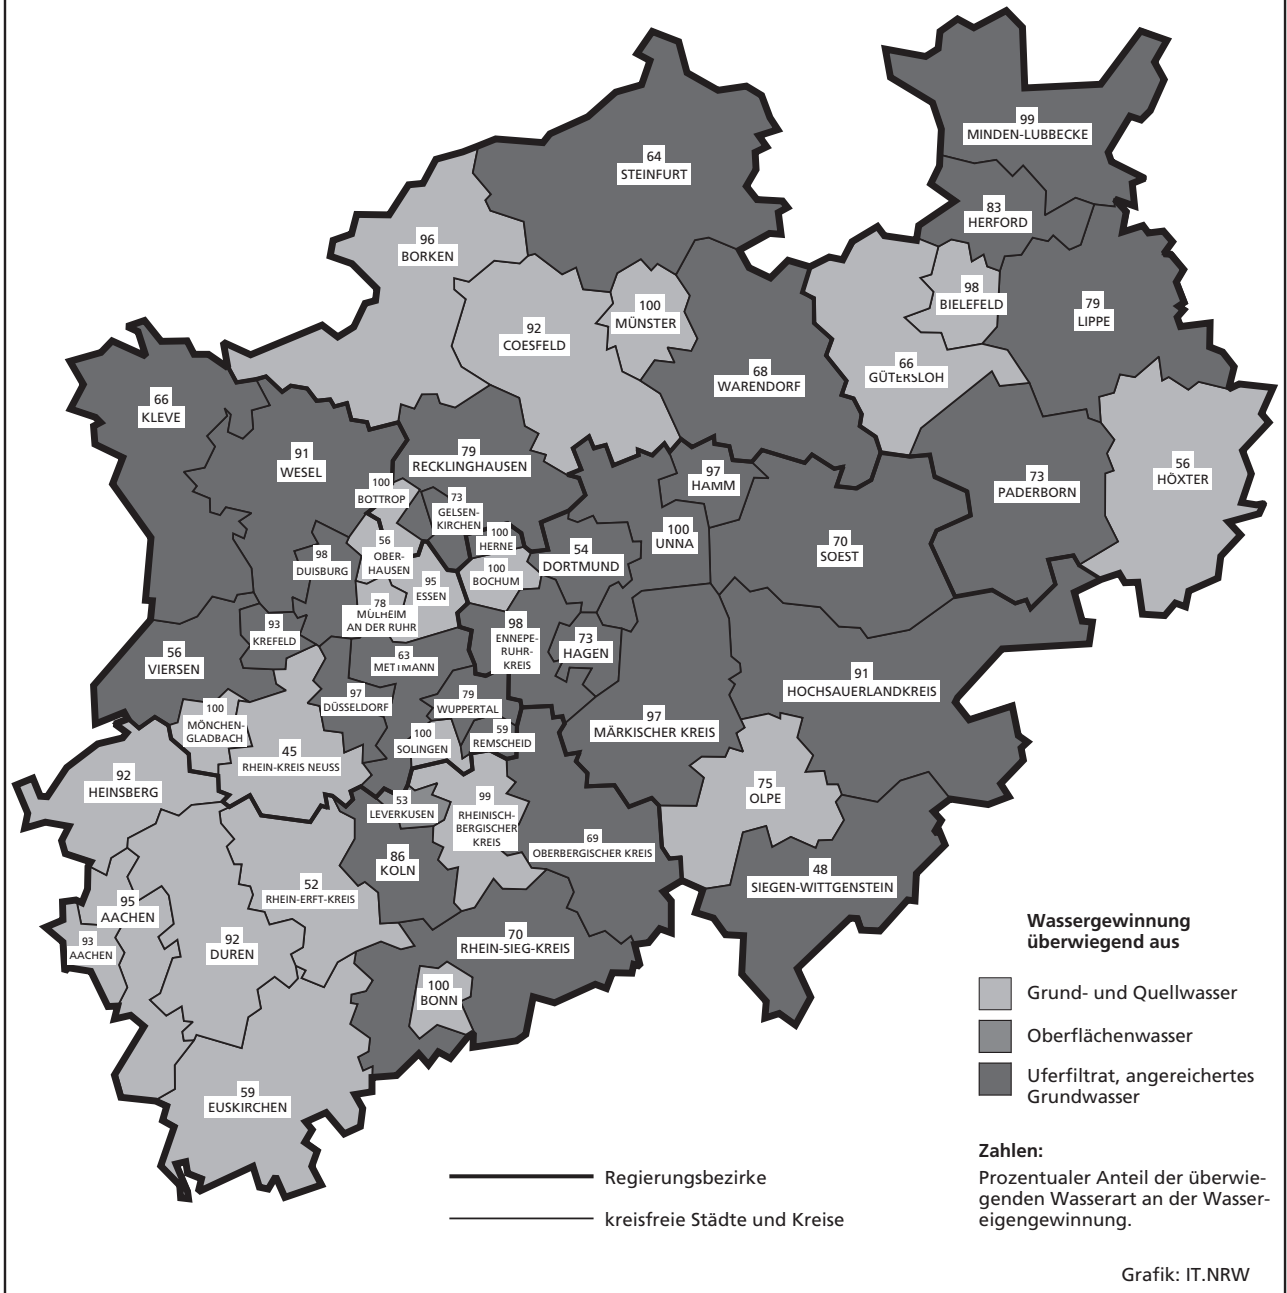 99
MINDEN-LUBBECKE
64
STEINFURT
83
HERFORD
96
BORKEN
98
BIELEFELD
100
MÜNSTER
79
LIPPE
92
COESFELD
66
GÜTERSLOH
68
WARENDORF
66
KLEVE
91
WESEL
79
RECKLINGHAUSEN
97
HAMM
73
PADERBORN
56
HÖXTER
100
BOTTROP
73
GELSEN-
KIRCHEN
100
HERNE
100
UNNA
70
SOEST
56
OBER-
HAUSEN
54
DORTMUND
98
DUISBURG
100
BOCHUM
95
ESSEN
78
MÜLHEIM
AN DER RUHR
93
KREFELD
98
ENNEPE-
RUHR-
KREIS
73
HAGEN
56
VIERSEN
63
METTMANN
91
HOCHSAUERLANDKREIS
97
DÜSSELDORF
79
WUPPERTAL
100
MÖNCHEN-
GLADBACH
97
MÄRKISCHER KREIS
100
SOLINGEN
59
REMSCHEID
45
RHEIN-KREIS NEUSS
92
HEINSBERG
75
OLPE
53
LEVERKUSEN
99
RHEINISCH-
BERGISCHER
KREIS
69
OBERBERGISCHER KREIS
86
KOLN
48
SIEGEN-WITTGENSTEIN
52
RHEIN-ERFT-KREIS
95
AACHEN
93
AACHEN
92
DUREN
70
RHEIN-SIEG-KREIS
100
BONN
59
EUSKIRCHEN
Wassergewinnung
überwiegend aus
Grund- und Quellwasser
Oberflächenwasser
Uferfiltrat, angereichertes
Grundwasser
Zahlen:
Prozentualer Anteil der überwie-
genden Wasserart an der Wasser-
eigengewinnung.
Regierungsbezirke
kreisfreie Städte und Kreise
Grafik: IT.NRW